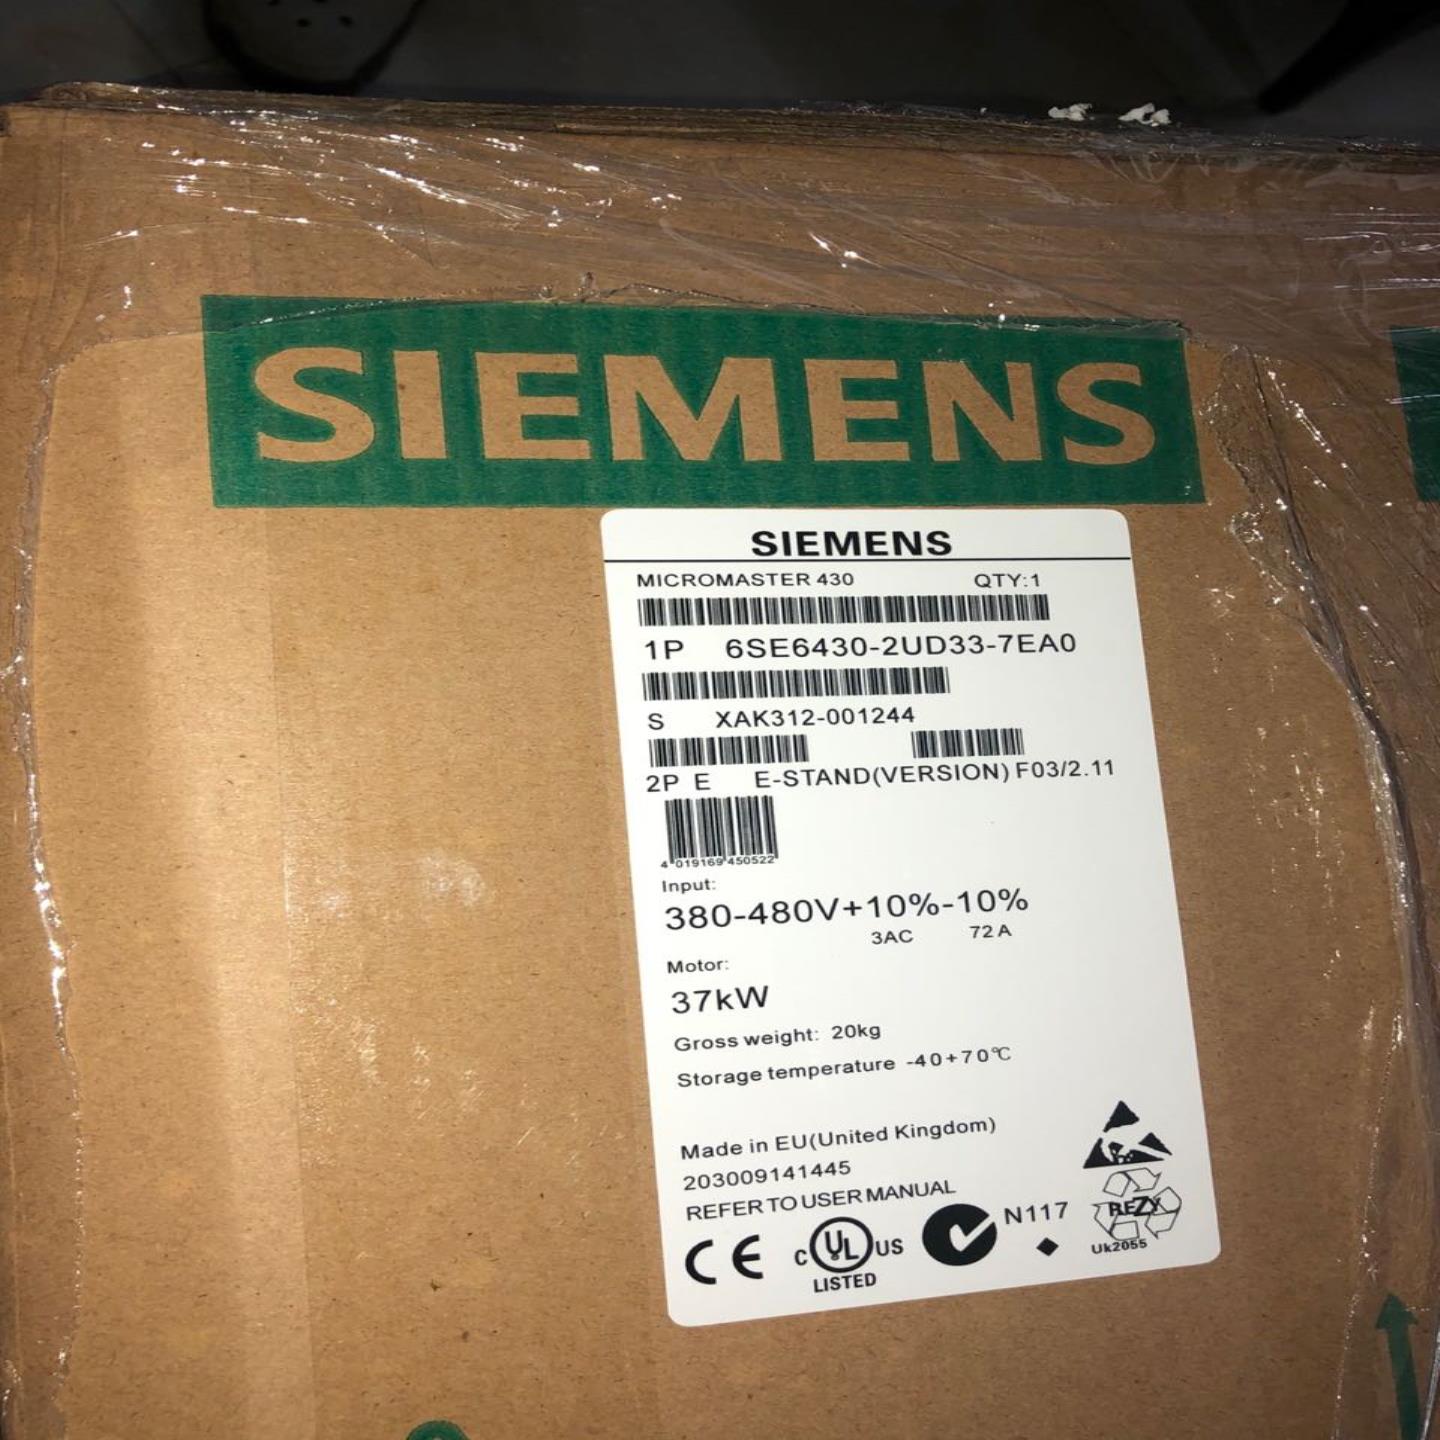 SIEMENS
SIEMENS
MICROMASTER 430 QTY:1
1P 6SE6430-2UD33-7EA0
S XAK312-001244
2P E E-STAND(VERSION) F03/2.11
4 019169 450522
Input:
380-480V+10%-10%
3AC 72 A
Motor:
37kW
Gross weight: 20kg
Storage temperature -40+70℃
Made in EU(United Kingdom)
203009141445
REFER TO USER MANUAL
CE C UL US LISTED N117
REZY
Uk2055